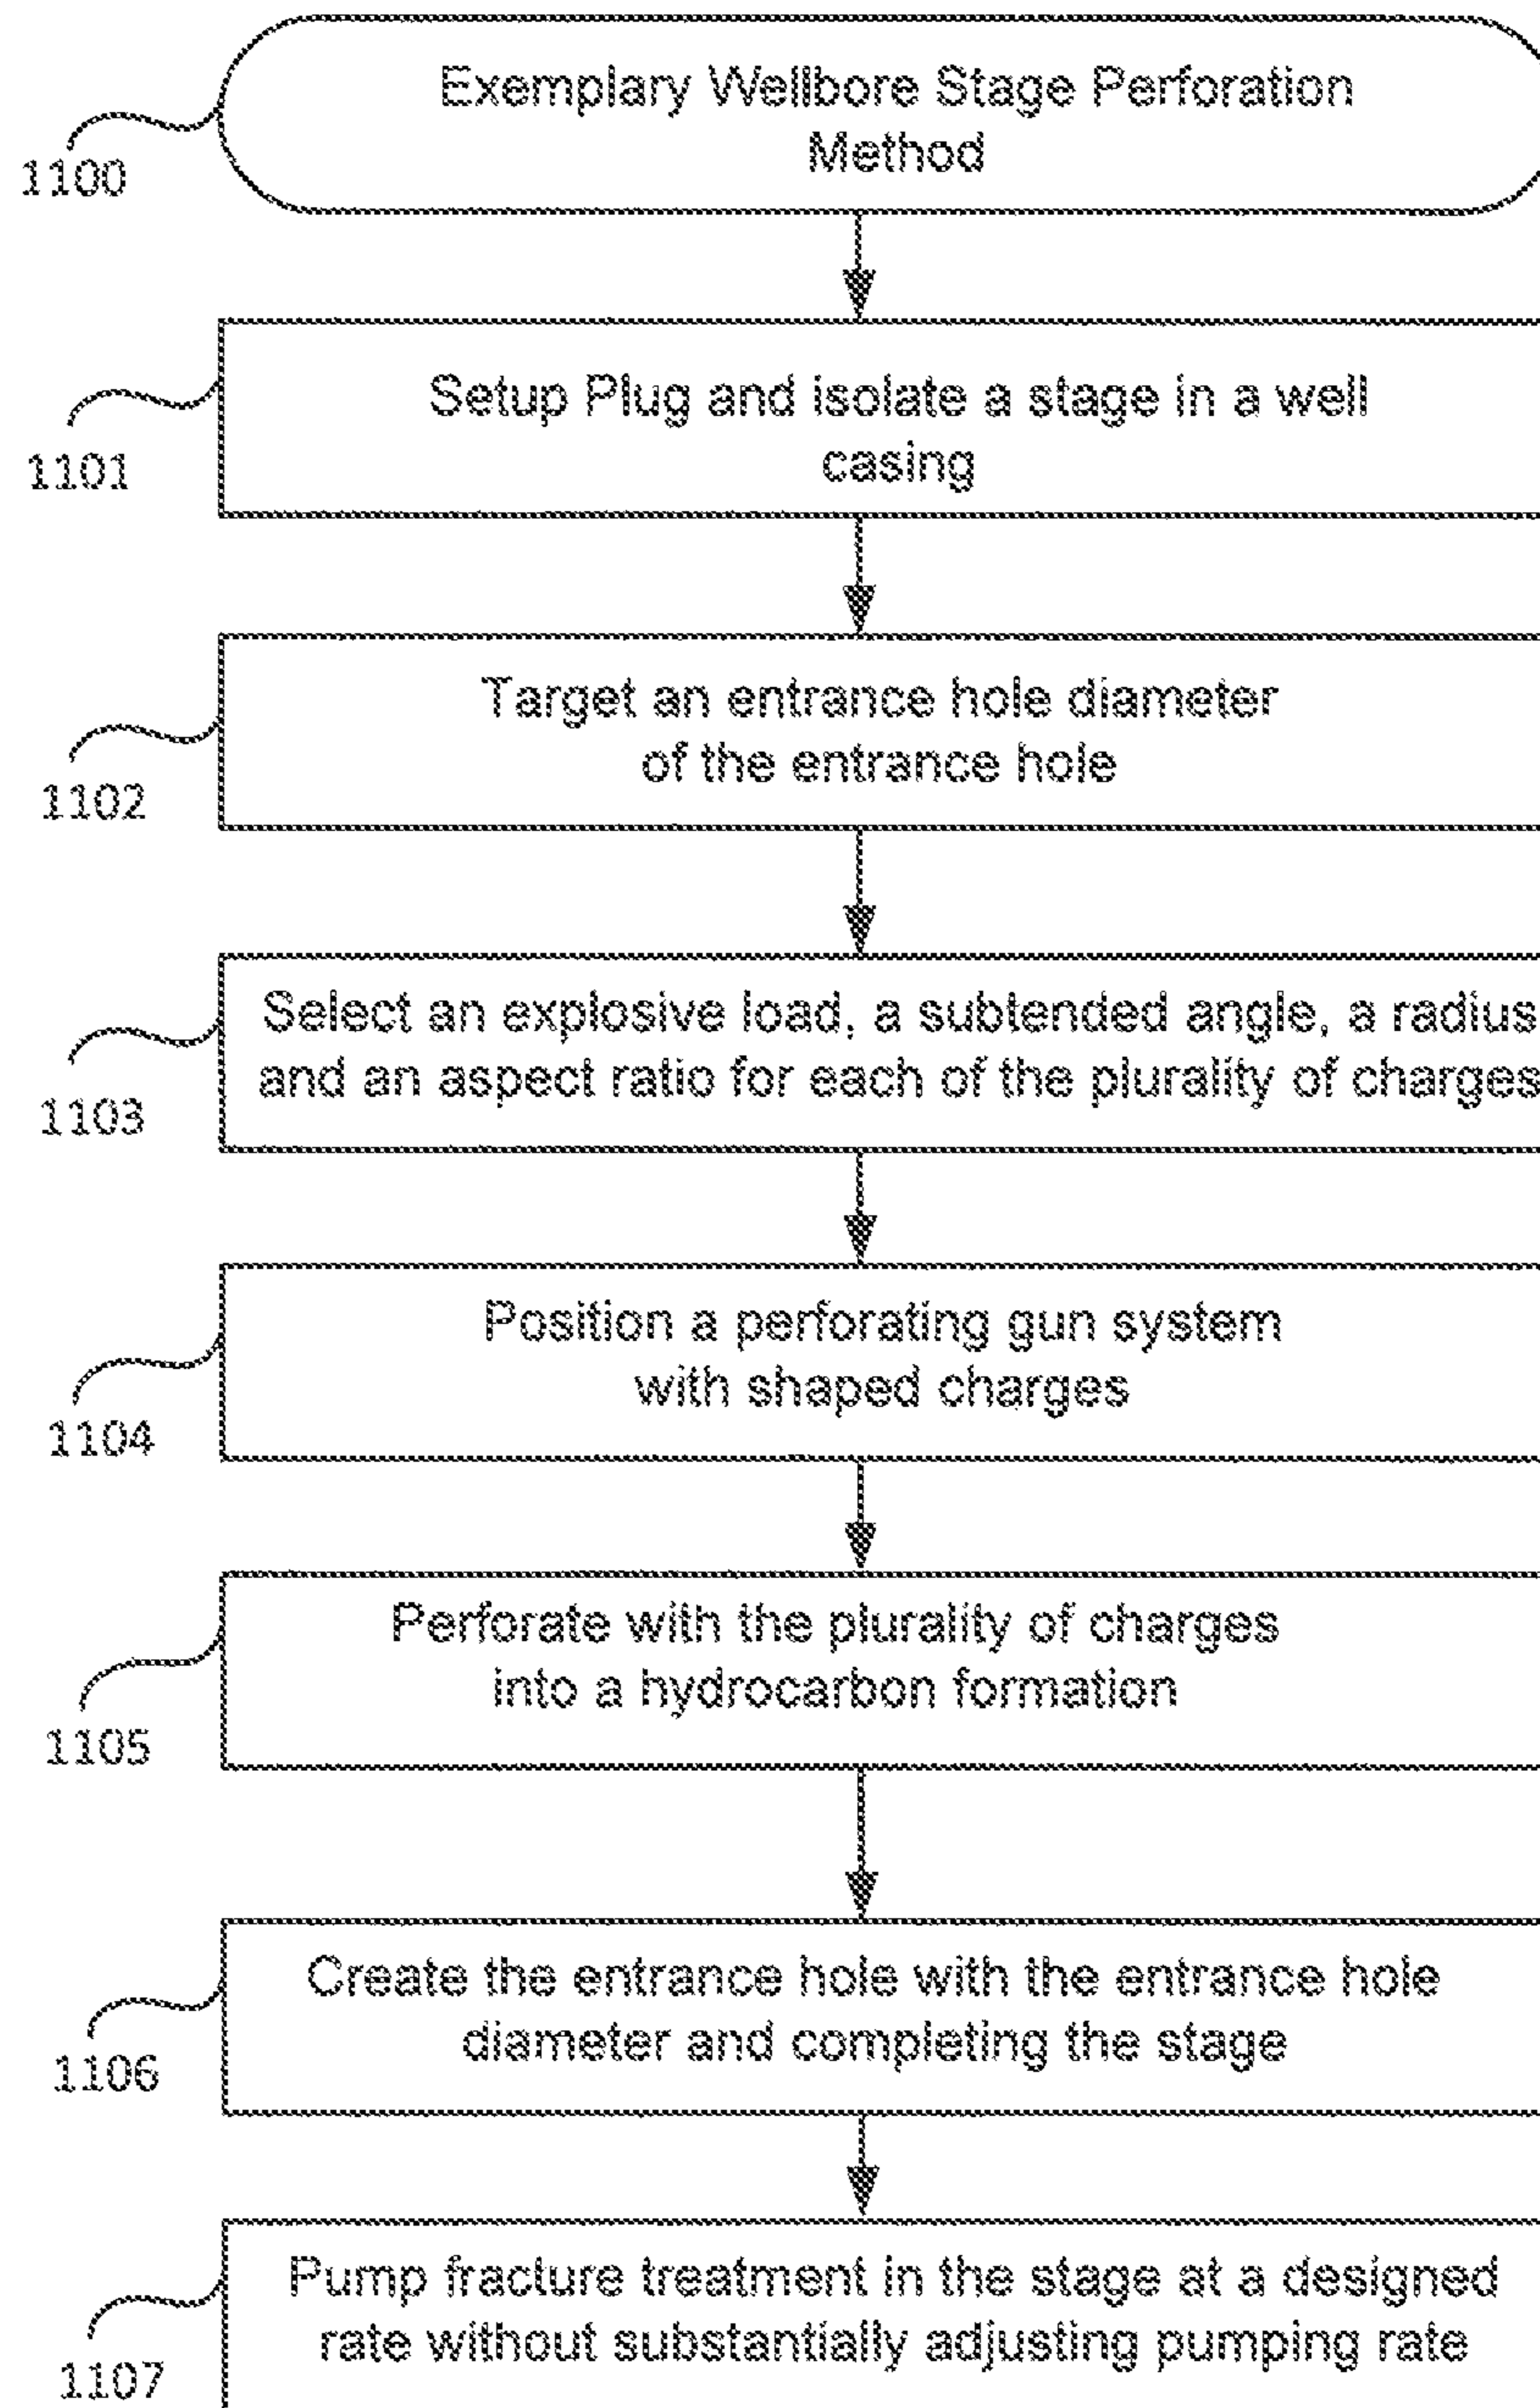 Exemplary Wellbore Stage Perforation
Method
1100
Setup Plug and isolate a stage in a well
casing
1101
Target an entrance hole diameter
of the entrance hole
1102
Select an explosive load, a subtended angle, a radius
and an aspect ratio for each of the plurality of charges
1103
Position a perforating gun system
with shaped charges
1104
Perforate with the plurality of charges
into a hydrocarbon formation
1105
Create the entrance hole with the entrance hole
diameter and completing the stage
1106
Pump fracture treatment in the stage at a designed
rate without substantially adjusting pumping rate
1107